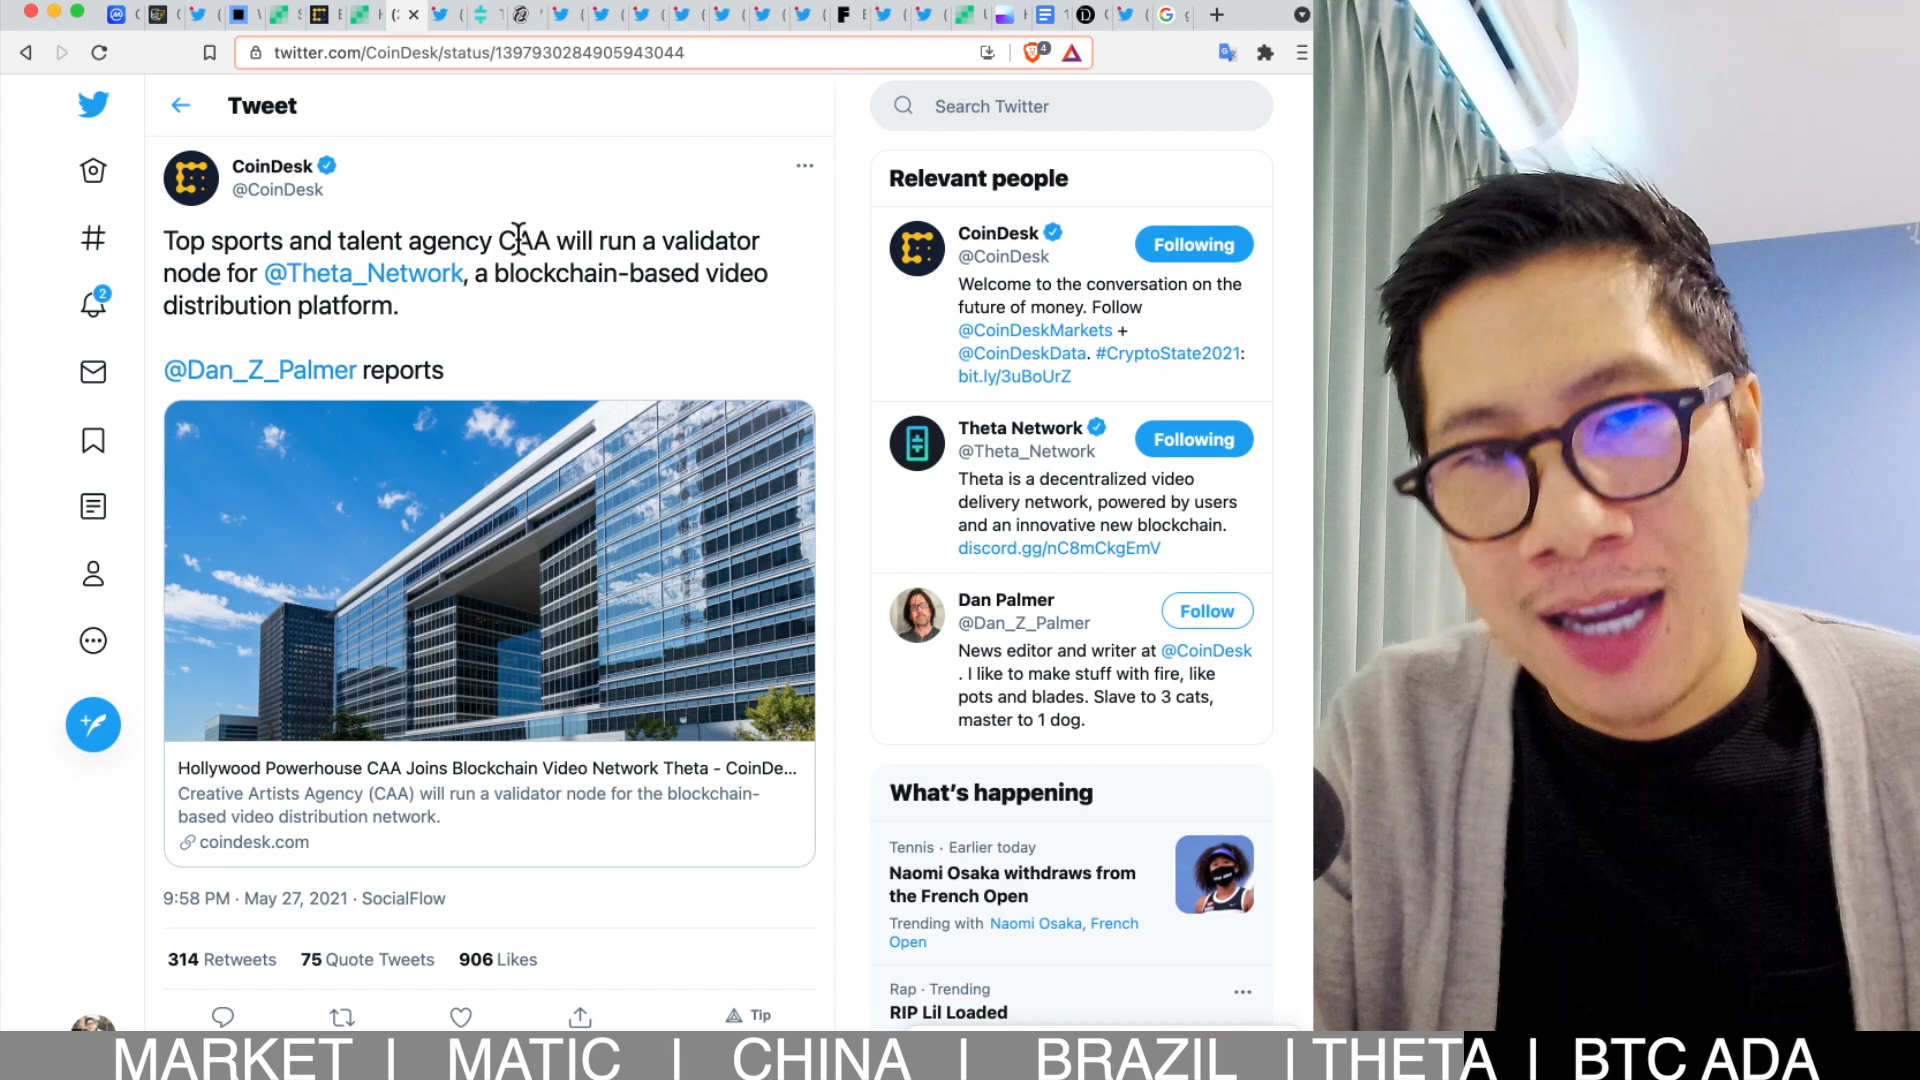 twitter.com/CoinDesk/status/1397930284905943044
4
Tweet
Search Twitter
CoinDesk
@CoinDesk
Top sports and talent agency CAA will run a validator
node for @Theta_Network, a blockchain-based video
distribution platform.
@Dan_Z_Palmer reports
Hollywood Powerhouse CAA Joins Blockchain Video Network Theta - CoinDe...
Creative Artists Agency (CAA) will run a validator node for the blockchain-
based video distribution network.
coindesk.com
9:58 PM · May 27, 2021 · SocialFlow
314 Retweets 75 Quote Tweets 906 Likes
Tip
2
Relevant people
CoinDesk
@CoinDesk
Following
Welcome to the conversation on the
future of money. Follow
@CoinDeskMarkets +
@CoinDeskData. #CryptoState2021:
bit.ly/3uBoUrZ
Theta Network
@Theta_Network
Following
Theta is a decentralized video
delivery network, powered by users
and an innovative new blockchain.
discord.gg/nC8mCkgEmV
Dan Palmer
@Dan_Z_Palmer
Follow
News editor and writer at @CoinDesk
. I like to make stuff with fire, like
pots and blades. Slave to 3 cats,
master to 1 dog.
What's happening
Tennis · Earlier today
Naomi Osaka withdraws from
the French Open
Trending with Naomi Osaka, French
Open
Rap · Trending
RIP Lil Loaded
MARKET | MATIC | CHINA | BRAZIL | THETA | BTC ADA